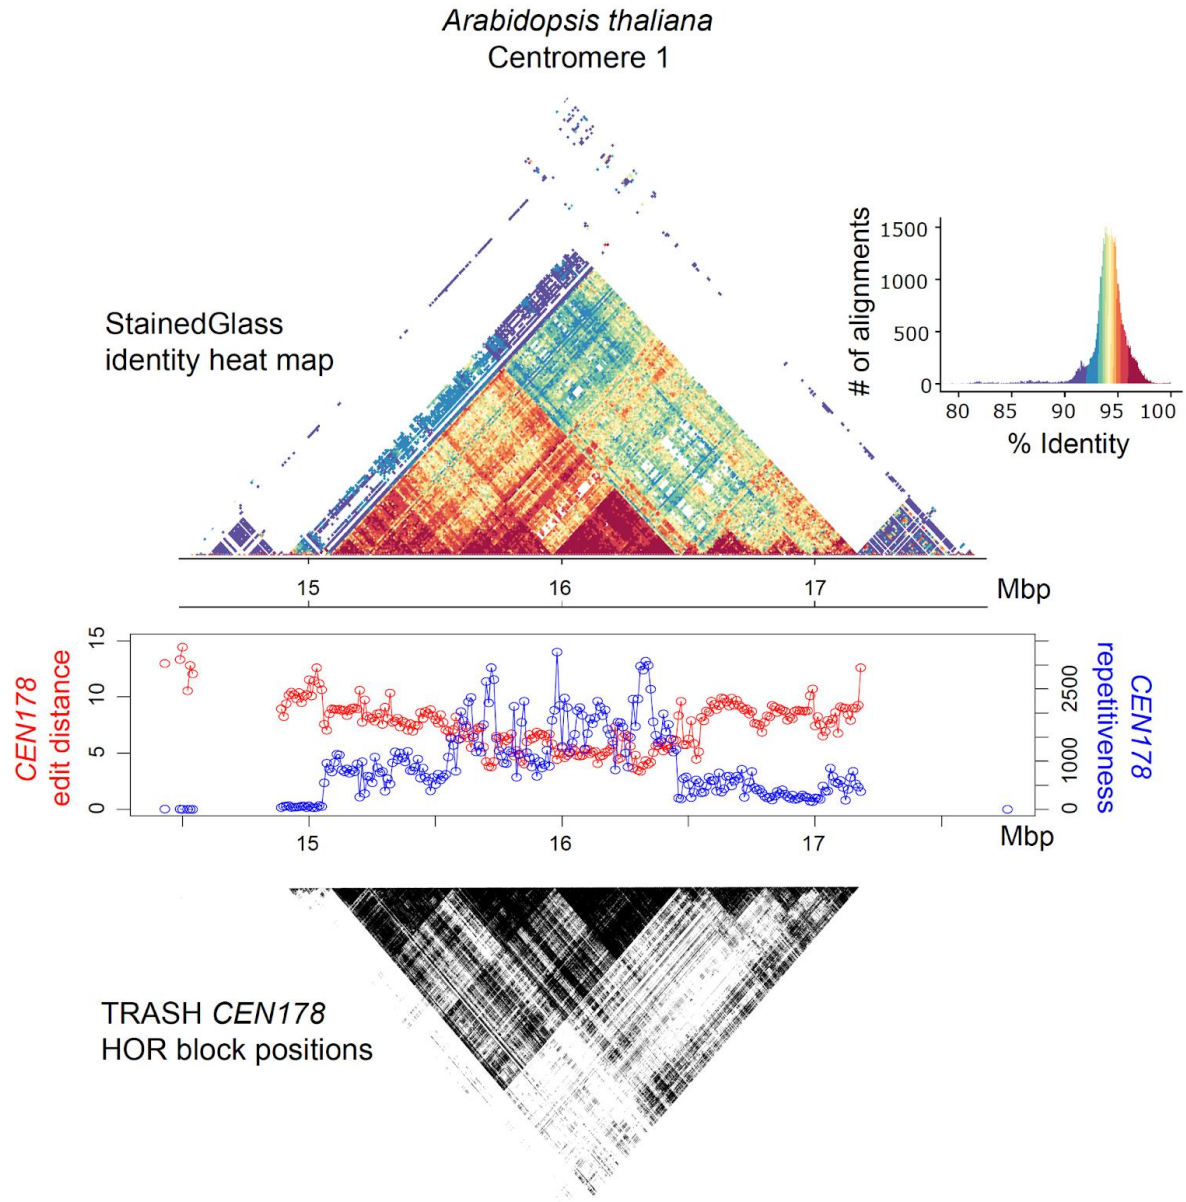 Arabidopsis thaliana
Centromere 1
StainedGlass
identity heat map
# of alignments
1500
1000
500
0
80 85 90 95 100
% Identity
15 16 17 Mbp
CEN178
edit distance
15
10
5
0
2500
1000
0
CEN178
repetitiveness
15 16 17 Mbp
TRASH CEN178
HOR block positions